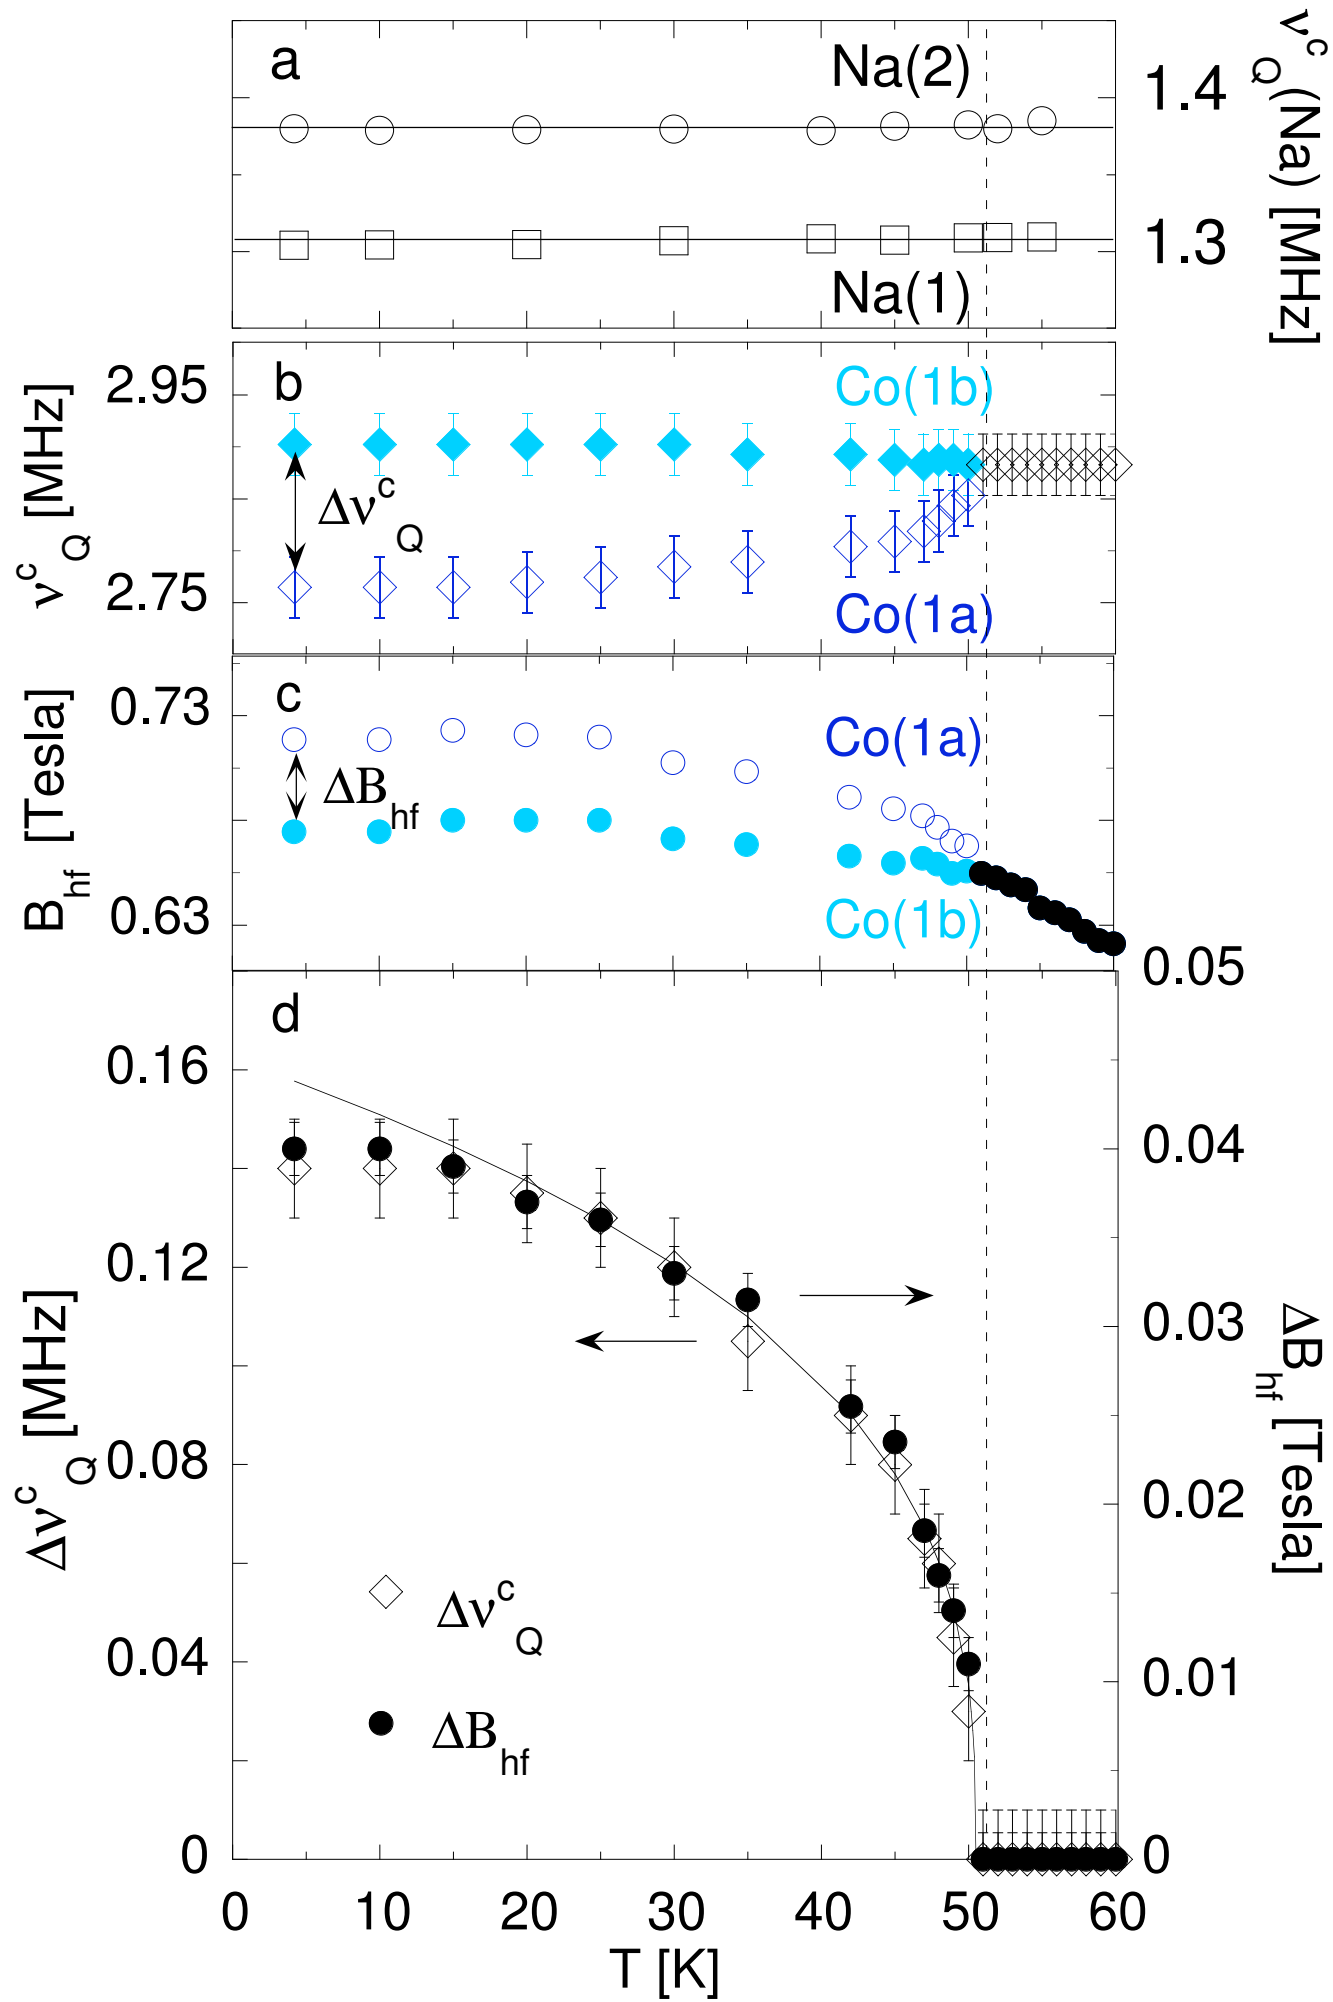 a
Na(2)
Na(1)
1.4
1.3
ν^c_Q(Na) [MHz]
b
Co(1b)
Δν^c_Q
Co(1a)
2.95
2.75
ν^c_Q [MHz]
c
Co(1a)
ΔB_hf
Co(1b)
0.73
0.63
B_hf [Tesla]
d
0.16
0.12
0.08
0.04
0
Δν^c_Q [MHz]
0.05
0.04
0.03
0.02
0.01
0
ΔB_hf [Tesla]
Δν^c_Q
ΔB_hf
0 10 20 30 40 50 60
T [K]